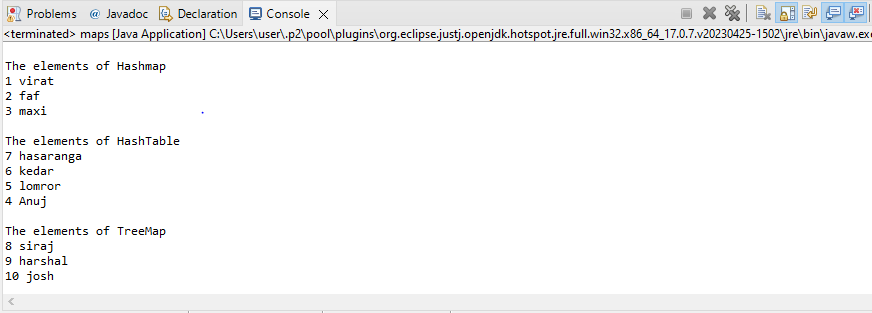 Problems @ Javadoc Declaration Console
<terminated> maps [Java Application] C:\Users\user\.p2\pool\plugins\org.eclipse.justj.openjdk.hotspot.jre.full.win32.x86_64_17.0.7.v20230425-1502\jre\bin\javaw.exe
The elements of Hashmap
1 virat
2 faf
3 maxi
The elements of HashTable
7 hasaranga
6 kedar
5 lomror
4 Anuj
The elements of TreeMap
8 siraj
9 harshal
10 josh